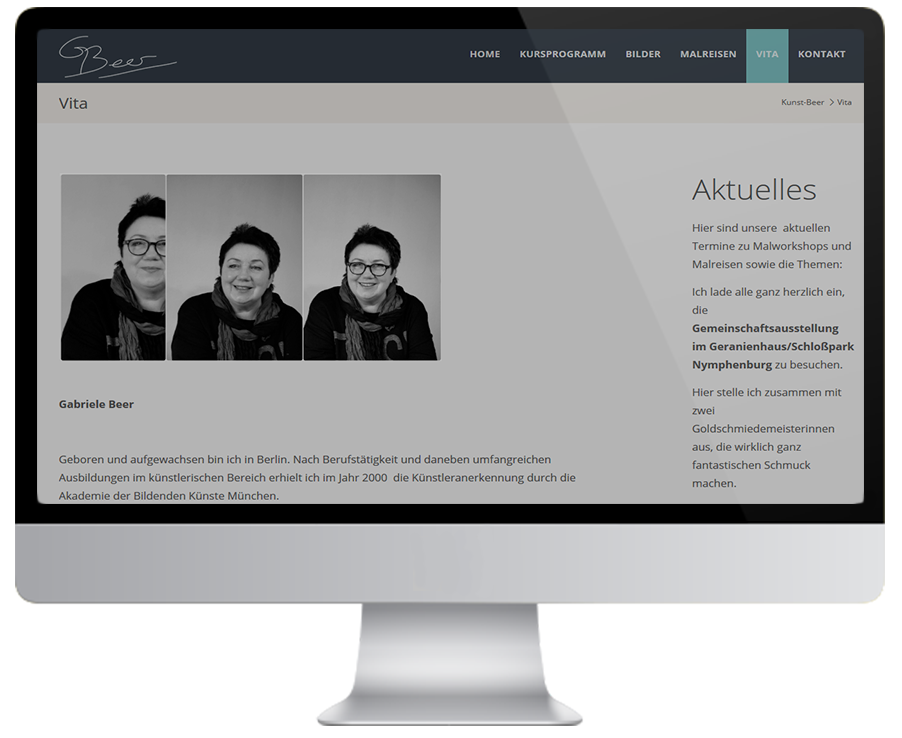 GBeer
HOME KURSPROGRAMM BILDER MALREISEN VITA KONTAKT
Vita
Kunst-Beer > Vita
Gabriele Beer
Geboren und aufgewachsen bin ich in Berlin. Nach Berufstätigkeit und daneben umfangreichen
Ausbildungen im künstlerischen Bereich erhielt ich im Jahr 2000 die Künstleranerkennung durch die
Akademie der Bildenden Künste München.
Aktuelles
Hier sind unsere aktuellen
Termine zu Malworkshops und
Malreisen sowie die Themen:
Ich lade alle ganz herzlich ein,
die
Gemeinschaftsausstellung
im Geranienhaus/Schloßpark
Nymphenburg zu besuchen.
Hier stelle ich zusammen mit
zwei
Goldschmiedemeisterinnen
aus, die wirklich ganz
fantastischen Schmuck
machen.